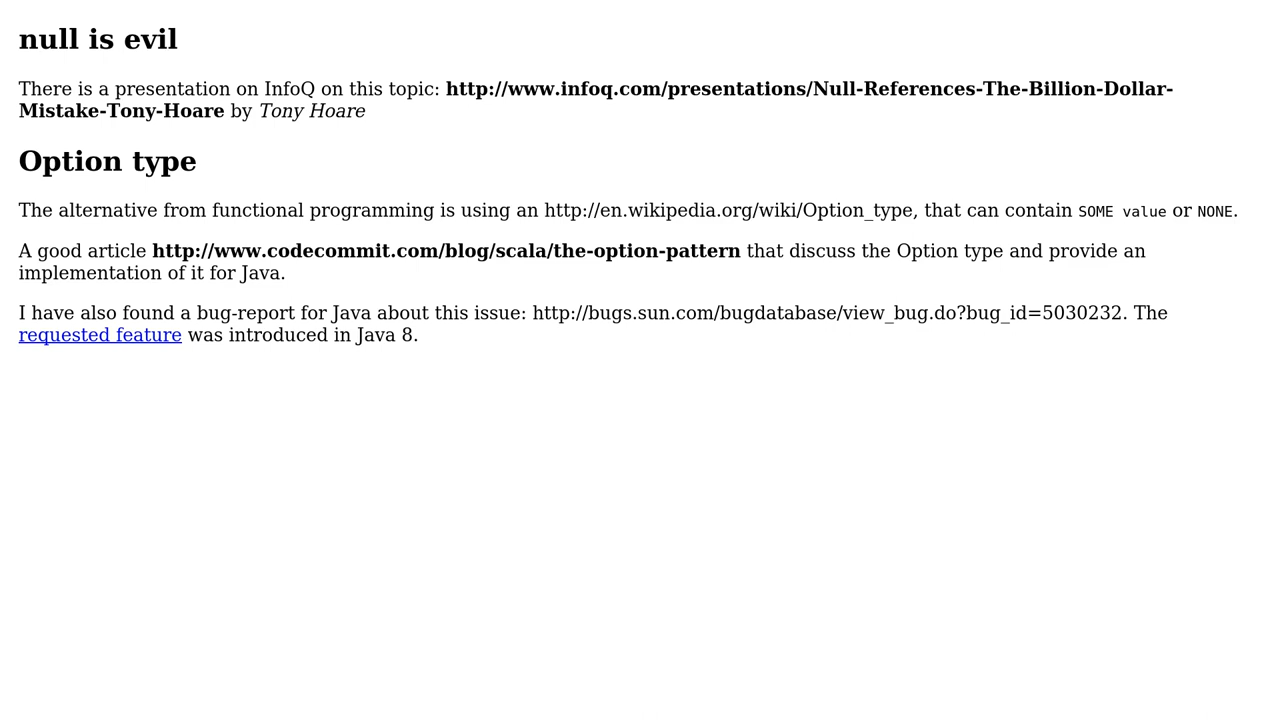 null is evil
There is a presentation on InfoQ on this topic: http://www.infoq.com/presentations/Null-References-The-Billion-Dollar-
Mistake-Tony-Hoare by Tony Hoare
Option type
The alternative from functional programming is using an http://en.wikipedia.org/wiki/Option_type, that can contain SOME value or NONE.
A good article http://www.codecommit.com/blog/scala/the-option-pattern that discuss the Option type and provide an
implementation of it for Java.
I have also found a bug-report for Java about this issue: http://bugs.sun.com/bugdatabase/view_bug.do?bug_id=5030232. The
requested feature was introduced in Java 8.